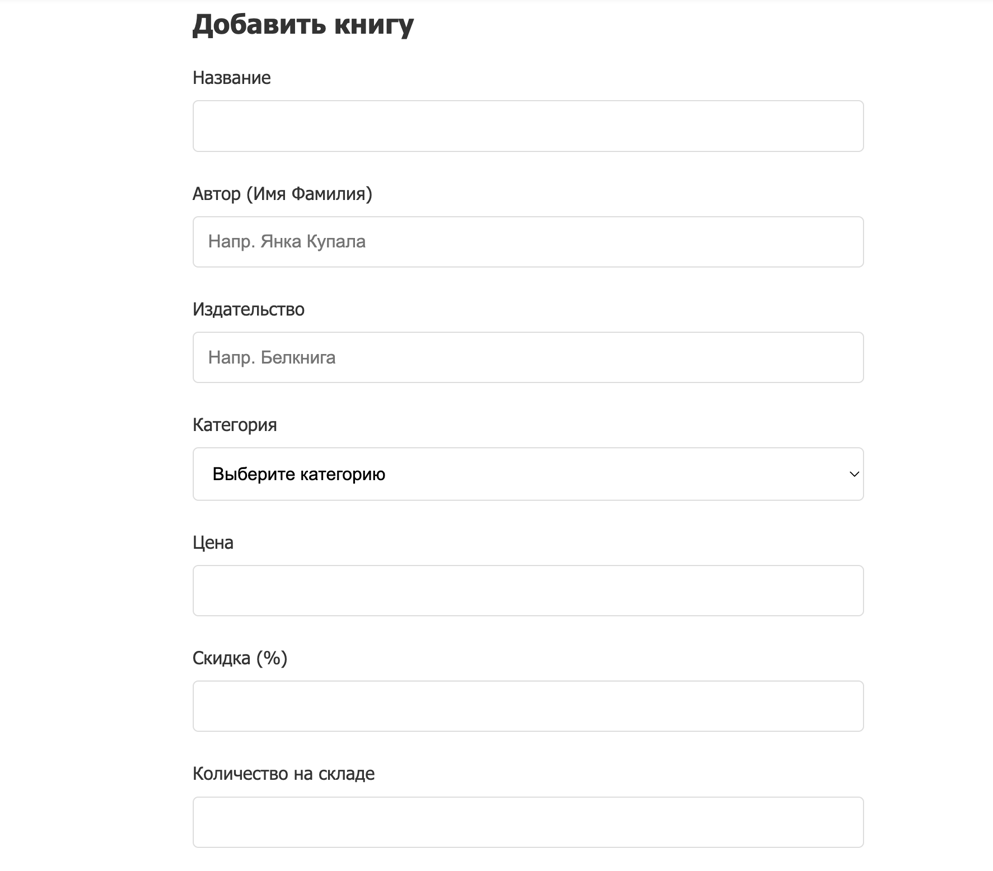 Добавить книгу
Название
Автор (Имя Фамилия)
Напр. Янка Купала
Издательство
Напр. Белкнига
Категория
Выберите категорию
Цена
Скидка (%)
Количество на складе